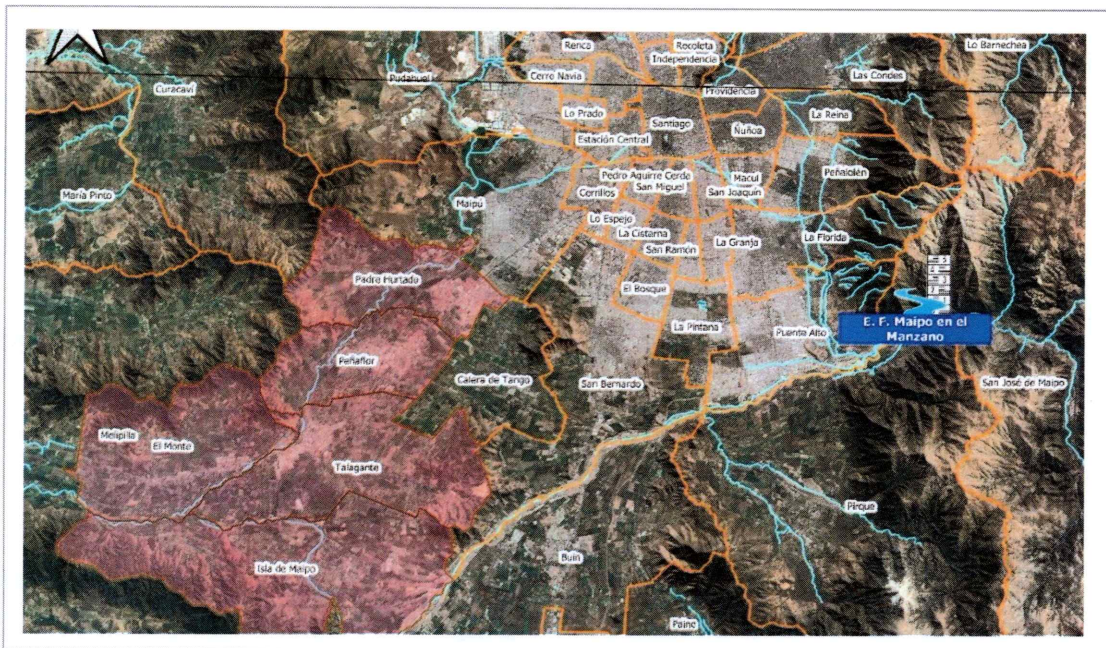 Renca
Recoleta
Independencia
Lo Barnechea
Curacaví
Pudahuel
Cerro Navia
Las Condes
Providencia
Lo Prado
Santiago
Ñuñoa
La Reina
Estación Central
María Pinto
Maipú
Pedro Aguirre Cerda
Cerrillos
San Miguel
Macul
San Joaquín
Peñalolén
Lo Espejo
La Cisterna
San Ramón
La Granja
La Florida
Padre Hurtado
El Bosque
La Pintana
Puente Alto
E. F. Maipo en el
Manzano
Peñaflor
Calera de Tango
San Bernardo
San José de Maipo
Melipilla
El Monte
Talagante
Pirque
Isla de Maipo
Buin
Paine